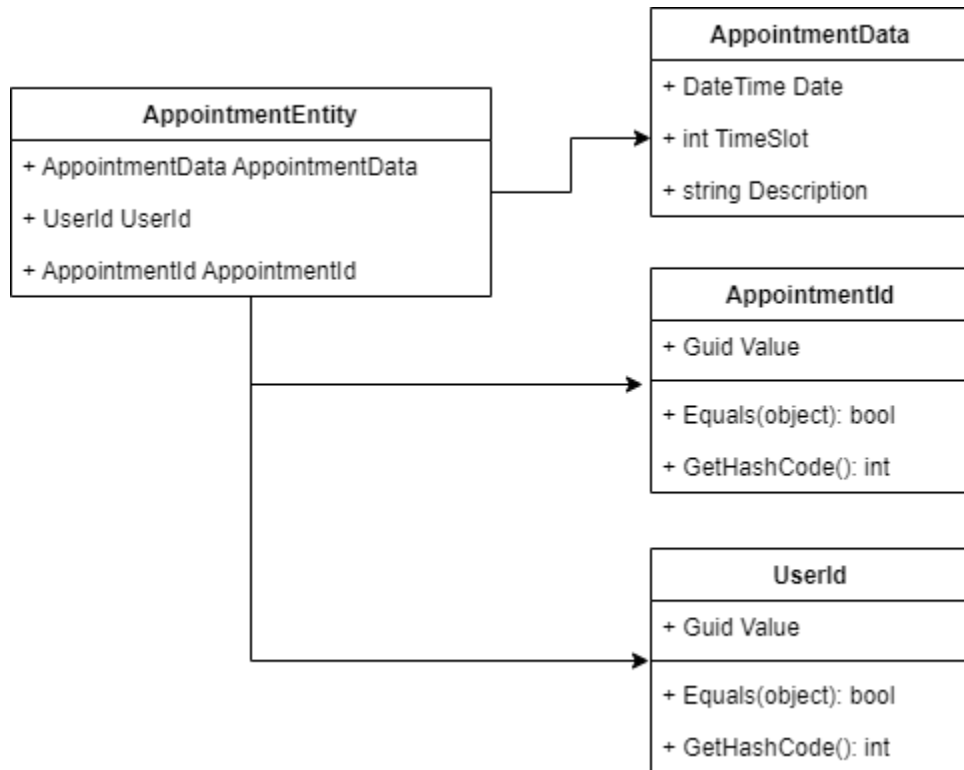 AppointmentData
+ DateTime Date
+ int TimeSlot
+ string Description
AppointmentEntity
+ AppointmentData AppointmentData
+ UserId UserId
+ AppointmentId AppointmentId
AppointmentId
+ Guid Value
+ Equals(object): bool
+ GetHashCode(): int
UserId
+ Guid Value
+ Equals(object): bool
+ GetHashCode(): int